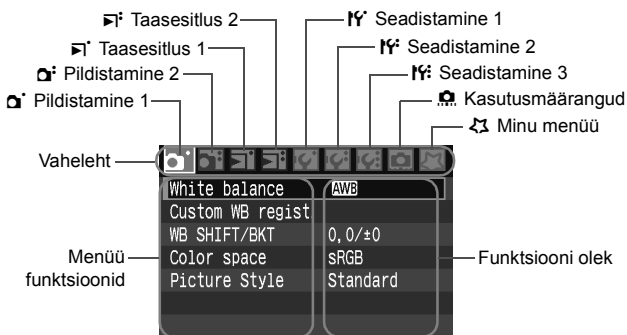 Taasesitlus 2
Seadistamine 1
Taasesitlus 1
Seadistamine 2
Pildistamine 2
Seadistamine 3
Pildistamine 1
Kasutusmäärangud
Minu menüü
Vaheleht
White balance AWB
Custom WB regist
WB SHIFT/BKT 0,0/±0
Color space sRGB
Picture Style Standard
Menüü
funktsioonid
Funktsiooni olek